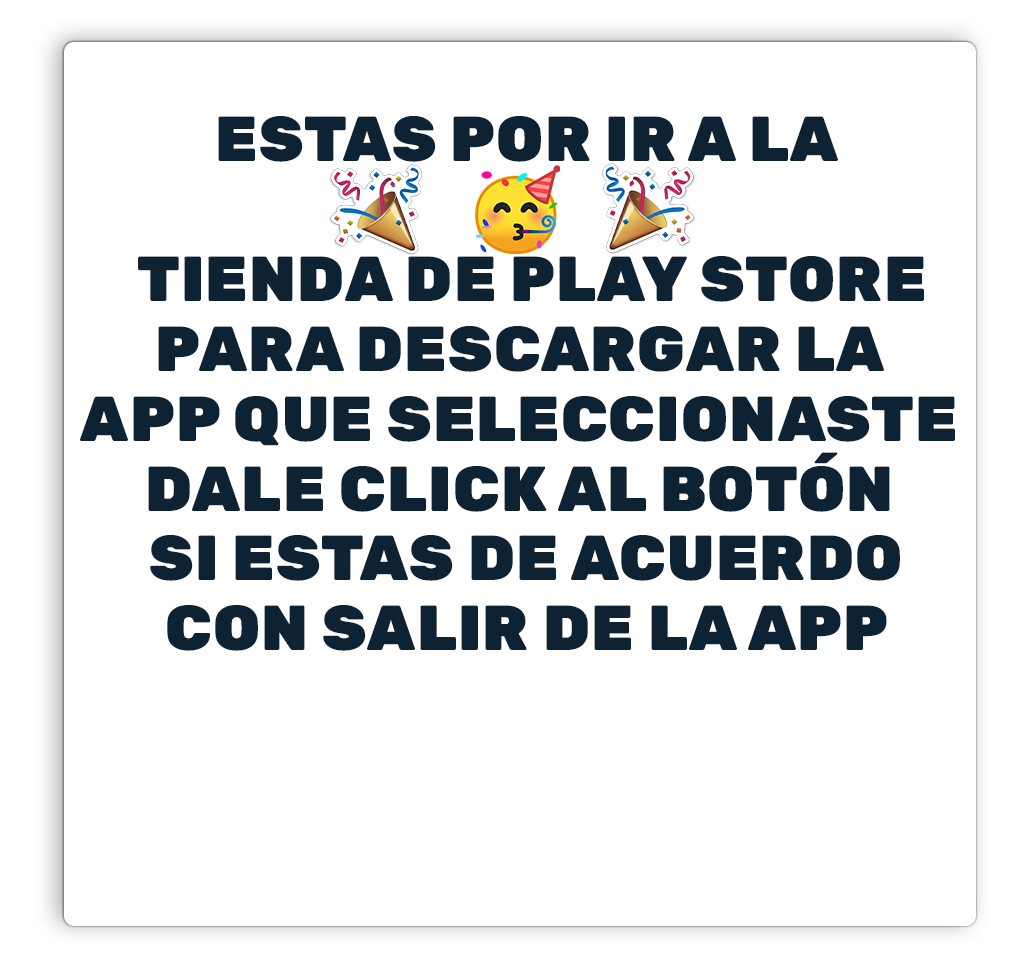 ESTAS POR IR A LA
TIENDA DE PLAY STORE
PARA DESCARGAR LA
APP QUE SELECCIONASTE
DALE CLICK AL BOTÓN
SI ESTAS DE ACUERDO
CON SALIR DE LA APP